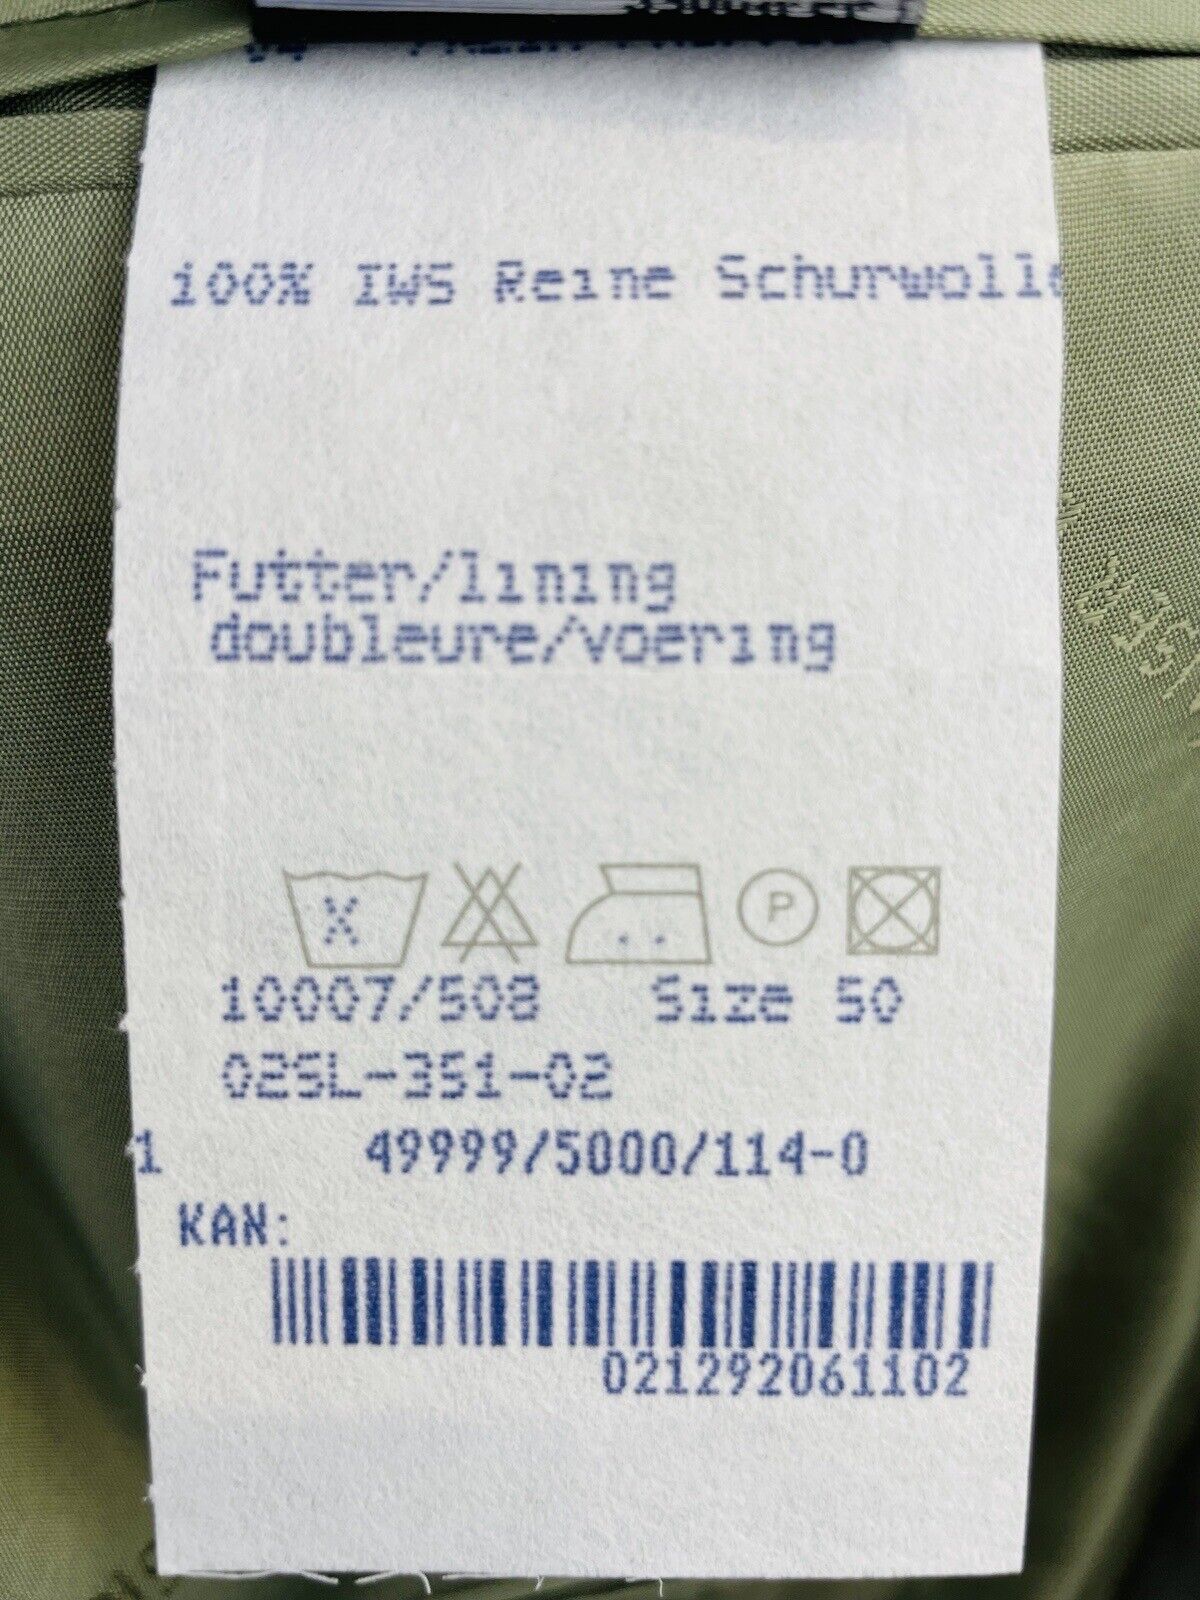 100% IWS Reine Schurwolle
Futter/lining
doubleure/voering
X
P
10007/508 Size 50
02SL-351-02
1 49999/5000/114-0
KAN:
021292061102